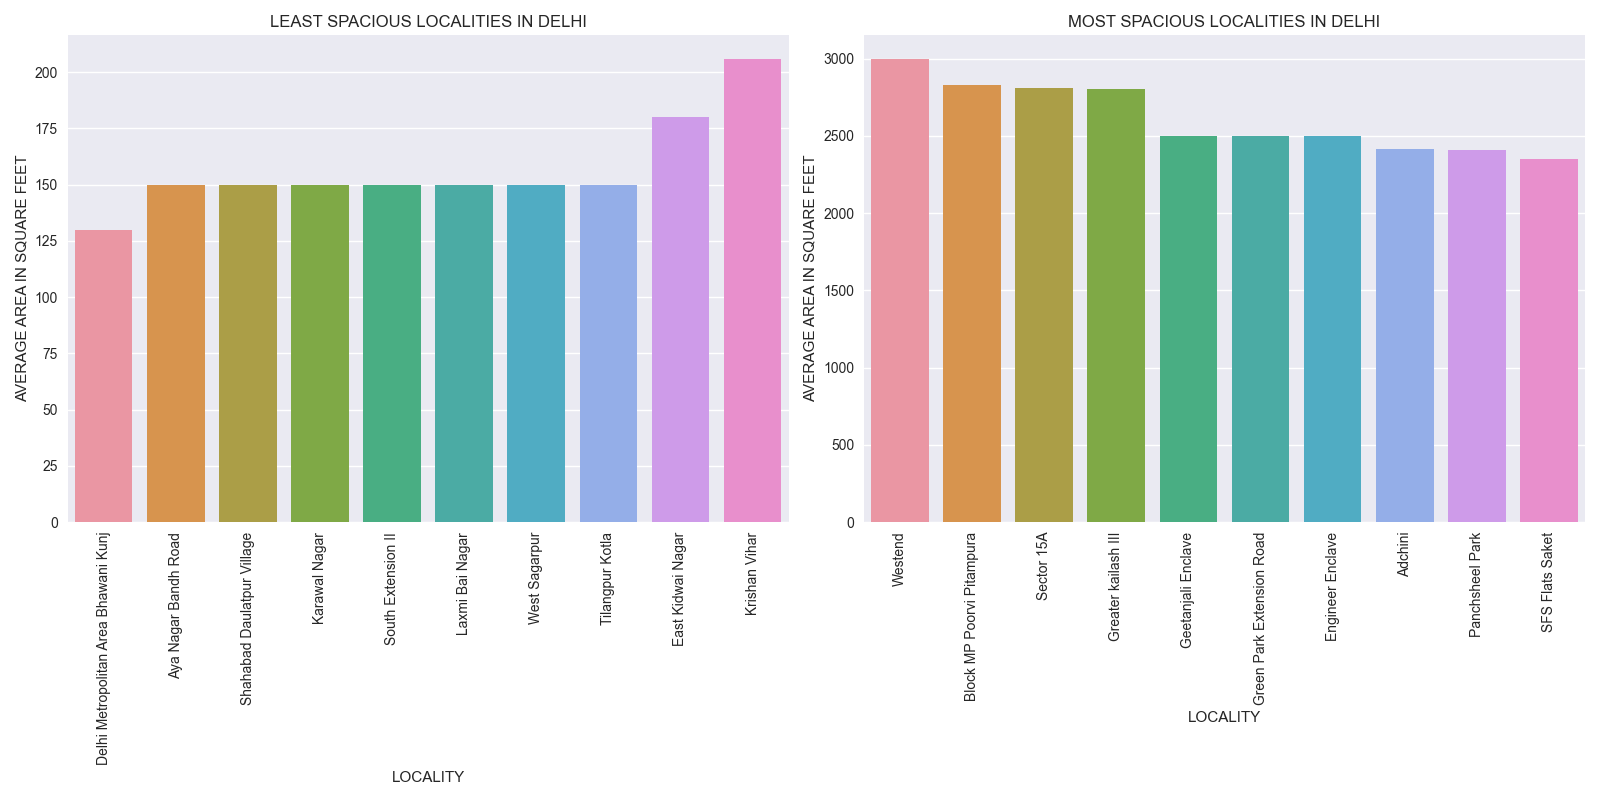 LEAST SPACIOUS LOCALITIES IN DELHI
AVERAGE AREA IN SQUARE FEET
200
175
150
125
100
75
50
25
0
Delhi Metropolitan Area Bhawani Kunj
Aya Nagar Bandh Road
Shahabad Daulatpur Village
Karawal Nagar
South Extension II
Laxmi Bai Nagar
West Sagarpur
Tilangpur Kotla
East Kidwai Nagar
Krishan Vihar
LOCALITY
MOST SPACIOUS LOCALITIES IN DELHI
AVERAGE AREA IN SQUARE FEET
3000
2500
2000
1500
1000
500
0
Westend
Block MP Poorvi Pitampura
Sector 15A
Greater kailash III
Geetanjali Enclave
Green Park Extension Road
Engineer Enclave
Adchini
Panchsheel Park
SFS Flats Saket
LOCALITY